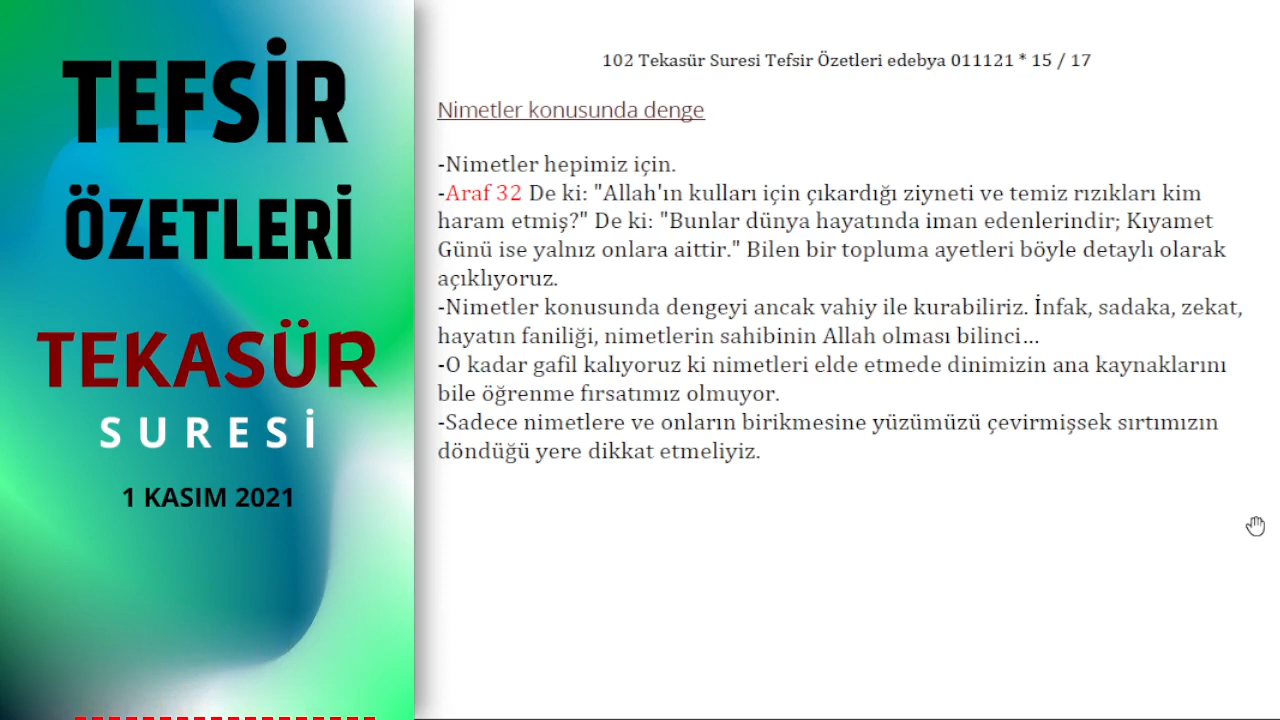 TEFSİR
ÖZETLERİ
TEKASÜR
SURESİ
1 KASIM 2021
102 Tekasür Suresi Tefsir Özetleri edebya 011121 * 15 / 17
Nimetler konusunda denge
-Nimetler hepimiz için.
-Araf 32 De ki: "Allah'ın kulları için çıkardığı ziyneti ve temiz rızıkları kim
haram etmiş?" De ki: "Bunlar dünya hayatında iman edenlerindir; Kıyamet
Günü ise yalnız onlara aittir." Bilen bir topluma ayetleri böyle detaylı olarak
açıklıyoruz.
-Nimetler konusunda dengeyi ancak vahiy ile kurabiliriz. İnfak, sadaka, zekat,
hayatın faniliği, nimetlerin sahibinin Allah olması bilinci...
-O kadar gafil kalıyoruz ki nimetleri elde etmede dinimizin ana kaynaklarını
bile öğrenme fırsatımız olmuyor.
-Sadece nimetlere ve onların birikmesine yüzümüzü çevirmişsek sırtımızın
döndüğü yere dikkat etmeliyiz.